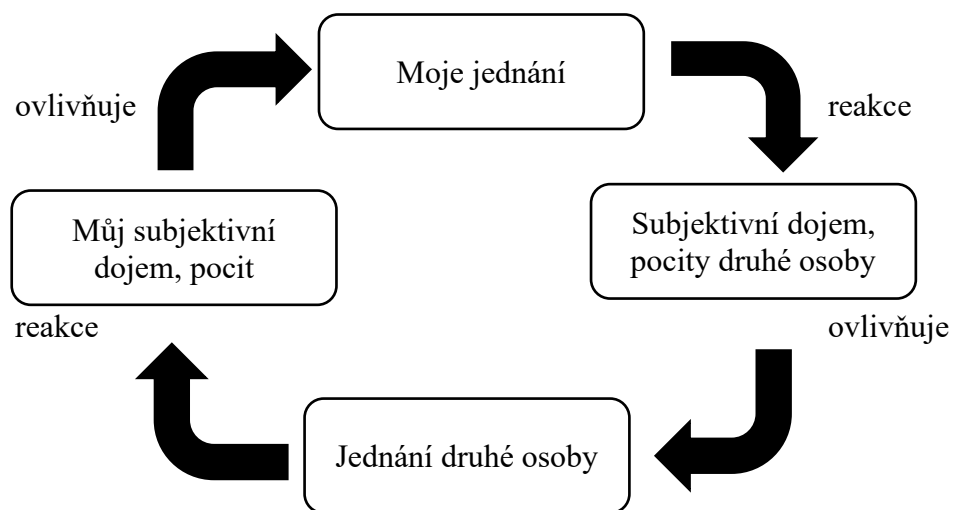 Moje jednání
ovlivňuje
reakce
Můj subjektivní
dojem, pocit
Subjektivní dojem,
pocity druhé osoby
reakce
ovlivňuje
Jednání druhé osoby